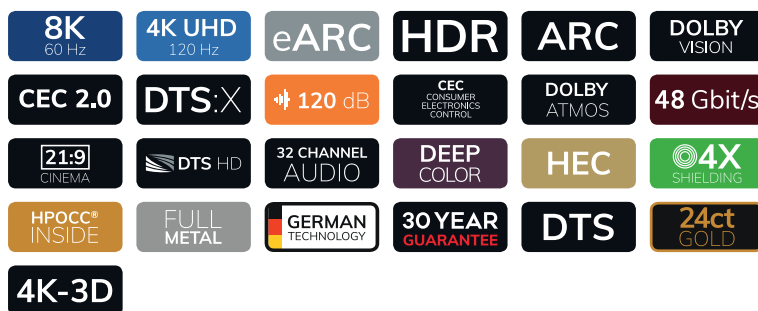 8K
60 Hz
4K UHD
120 Hz
eARC
HDR
ARC
DOLBY
VISION
CEC 2.0
DTS:X
120 dB
CEC
CONSUMER
ELECTRONICS
CONTROL
DOLBY
ATMOS
48 Gbit/s
21:9
CINEMA
DTS HD
32 CHANNEL
AUDIO
DEEP
COLOR
HEC
4X
SHIELDING
HPOCC®
INSIDE
FULL
METAL
GERMAN
TECHNOLOGY
30 YEAR
GUARANTEE
DTS
24ct
GOLD
4K-3D